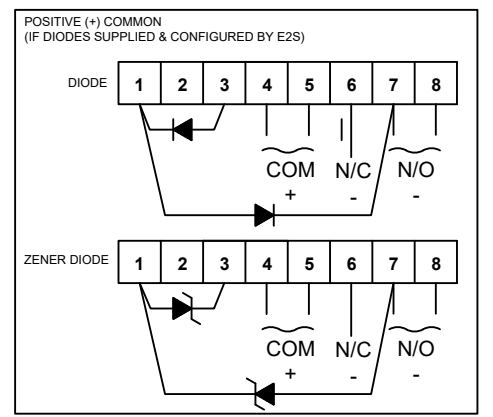 POSITIVE (+) COMMON
(IF DIODES SUPPLIED & CONFIGURED BY E2S)
DIODE 1 2 3 4 5 6 7 8
COM N/C N/O
+ - -
ZENER DIODE 1 2 3 4 5 6 7 8
COM N/C N/O
+ - -